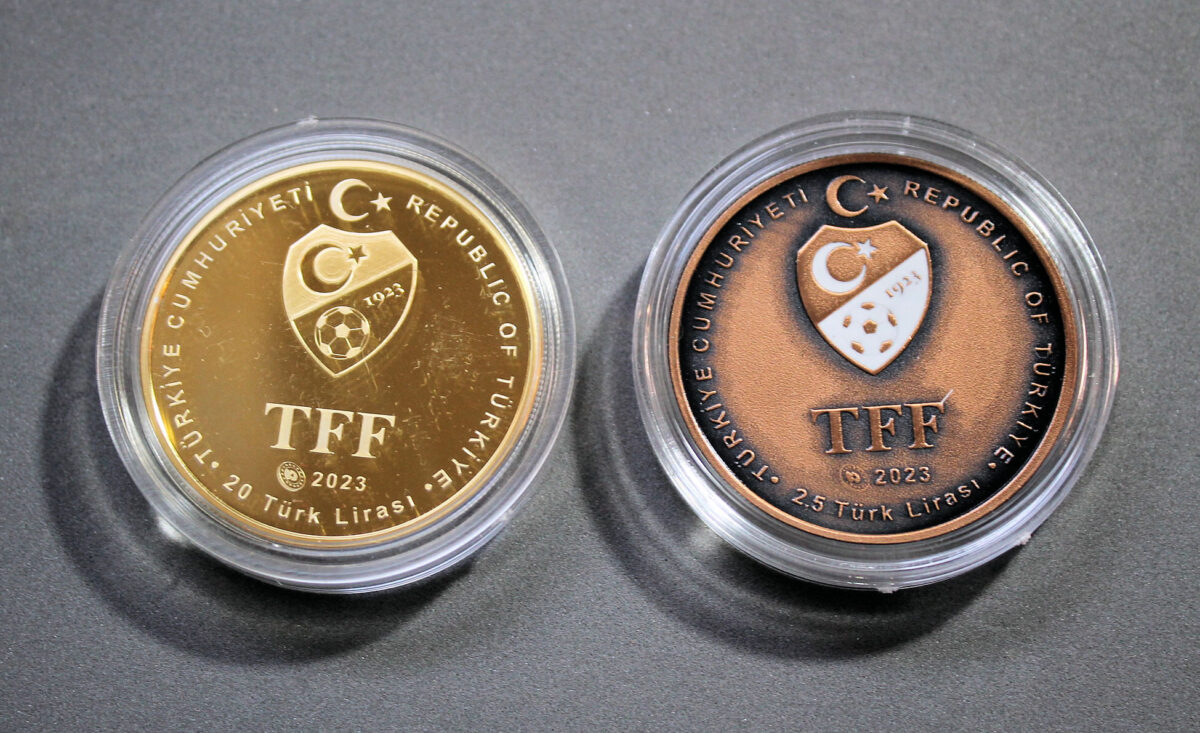 TÜRKİYE CUMHURİYETİ
REPUBLIC OF TÜRKİYE
1923
TFF
2023
20 Türk Lirası
TÜRKİYE CUMHURİYETİ
REPUBLIC OF TÜRKİYE
1923
TFF
2023
2,5 Türk Lirası